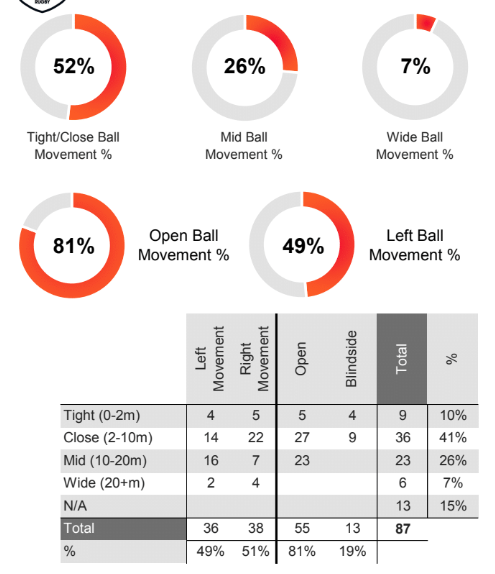 RUGBY
52%
26%
7%
Tight/Close Ball
Movement %
Mid Ball
Movement %
Wide Ball
Movement %
81%
Open Ball
Movement %
49%
Left Ball
Movement %
Left Movement Right Movement Open Blindside Total %
Tight (0-2m) 4 5 5 4 9 10%
Close (2-10m) 14 22 27 9 36 41%
Mid (10-20m) 16 7 23 23 26%
Wide (20+m) 2 4 6 7%
N/A 13 15%
Total 36 38 55 13 87
% 49% 51% 81% 19%